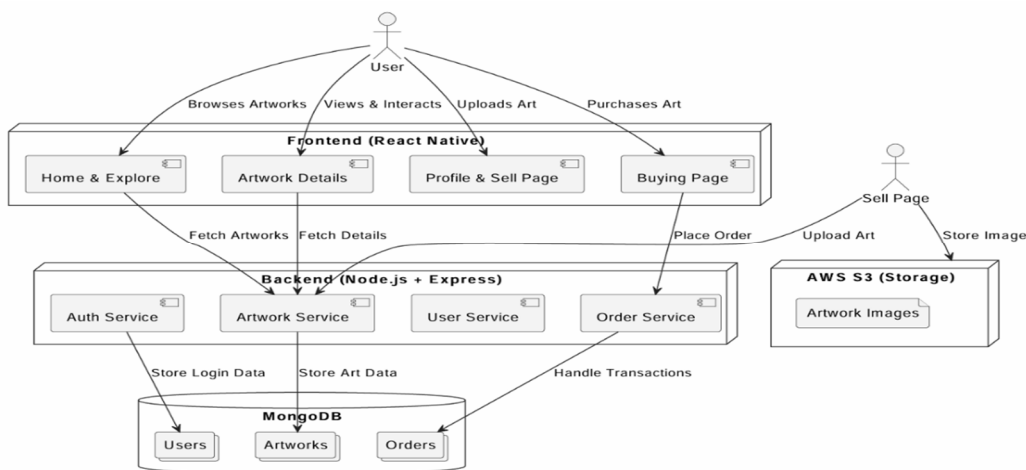 User
Browses Artworks
Views & Interacts
Uploads Art
Purchases Art
Frontend (React Native)
Home & Explore
Artwork Details
Profile & Sell Page
Buying Page
Sell Page
Fetch Artworks
Fetch Details
Place Order
Upload Art
Store Image
Backend (Node.js + Express)
AWS S3 (Storage)
Auth Service
Artwork Service
User Service
Order Service
Artwork Images
Store Login Data
Store Art Data
Handle Transactions
MongoDB
Users
Artworks
Orders